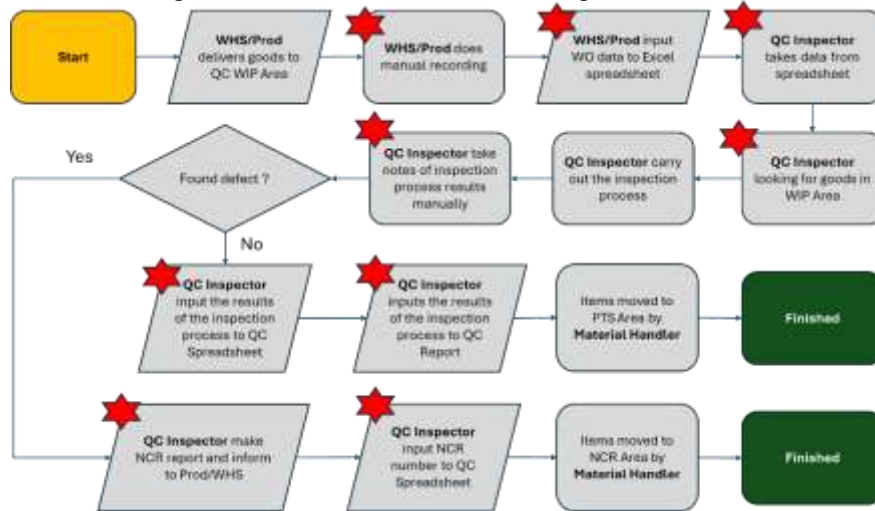 Start
WHS/Prod
delivers goods to
QC WIP Area
WHS/Prod does
manual recording
WHS/Prod input
WO data to Excel
spreadsheet
QC Inspector
takes data from
spreadsheet
Yes
Found defect ?
QC Inspector take
notes of inspection
process results
manually
QC Inspector carry
out the inspection
process
QC Inspector
looking for goods in
WIP Area
No
QC Inspector
input the results
of the inspection
process to QC
Spreadsheet
QC Inspector
inputs the results
of the inspection
process to QC
Report
Items moved to
PTS Area by
Material Handler
Finished
QC Inspector make
NCR report and inform
to Prod/WHS
QC Inspector
input NCR
number to QC
Spreadsheet
Items moved to
NCR Area by
Material Handler
Finished